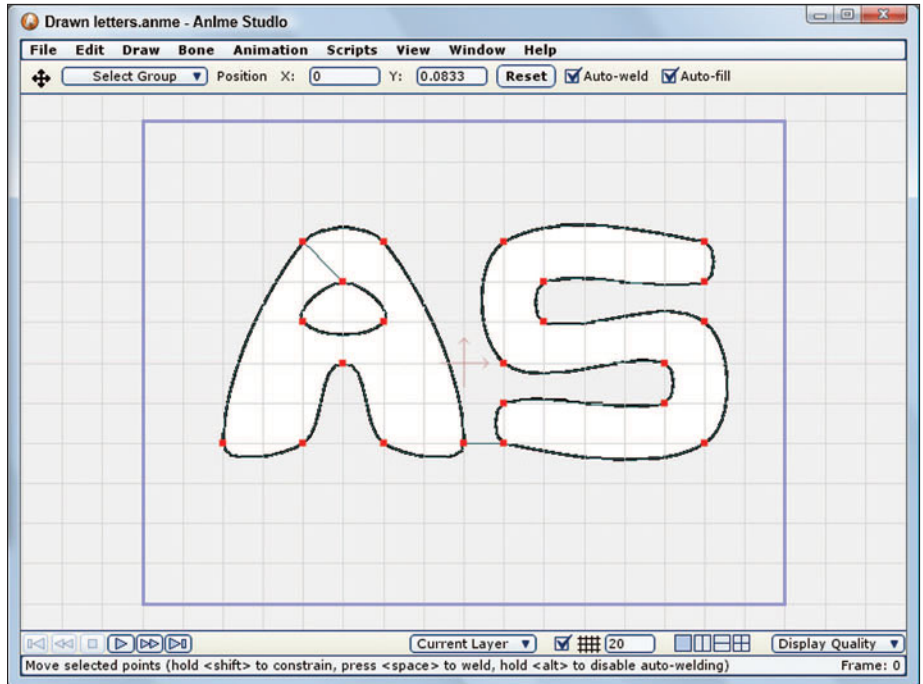 Drawn letters.anme - AnIme StudIo
File Edit Draw Bone Animation Scripts View Window Help
Select Group ▼ Position X: 0 Y: 0.0833 Reset Auto-weld Auto-fill
AS
Current Layer ▼ 20 Display Quality ▼
Move selected points (hold <shift> to constrain, press <space> to weld, hold <alt> to disable auto-welding) Frame: 0